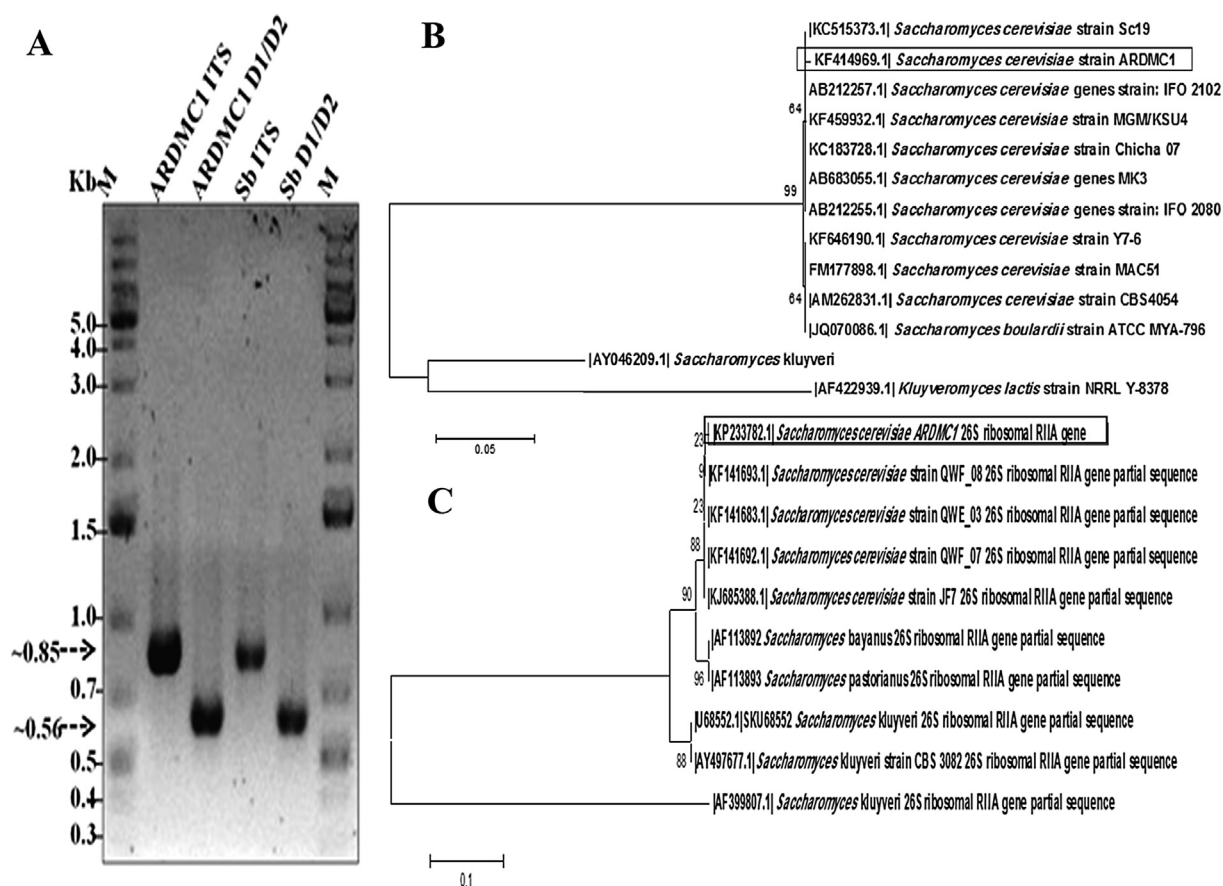 A
Kb
M
ARDMC1 ITS
ARDMC1 D1/D2
Sb ITS
Sb D1/D2
M
5.0
4.0
3.0
2.0
1.5
1.0
~0.85
0.7
~0.56
0.5
0.4
0.3
B
|KC515373.1| Saccharomyces cerevisiae strain Sc19
KF414969.1| Saccharomyces cerevisiae strain ARDMC1
AB212257.1| Saccharomyces cerevisiae genes strain: IFO 2102
64
KF459932.1| Saccharomyces cerevisiae strain MGM/KSU4
KC183728.1| Saccharomyces cerevisiae strain Chicha 07
AB683055.1| Saccharomyces cerevisiae genes MK3
99
AB212255.1| Saccharomyces cerevisiae genes strain: IFO 2080
KF646190.1| Saccharomyces cerevisiae strain Y7-6
FM177898.1| Saccharomyces cerevisiae strain MAC51
64
|AM262831.1| Saccharomyces cerevisiae strain CBS4054
|JQ070086.1| Saccharomyces boulardii strain ATCC MYA-796
|AY046209.1| Saccharomyces kluyveri
|AF422939.1| Kluyveromyces lactis strain NRRL Y-8378
0.05
C
23
|KP233782.1| Saccharomyces cerevisiae ARDMC1 26S ribosomal RIIA gene
9
|KF141693.1| Saccharomyces cerevisiae strain QWF_08 26S ribosomal RIIA gene partial sequence
23
|KF141683.1| Saccharomyces cerevisiae strain QWE_03 26S ribosomal RIIA gene partial sequence
88
|KF141692.1| Saccharomyces cerevisiae strain QWF_07 26S ribosomal RIIA gene partial sequence
90
|KJ685388.1| Saccharomyces cerevisiae strain JF7 26S ribosomal RIIA gene partial sequence
|AF113892 Saccharomyces bayanus 26S ribosomal RIIA gene partial sequence
96
|AF113893 Saccharomyces pastorianus 26S ribosomal RIIA gene partial sequence
|U68552.1|SKU68552 Saccharomyces kluyveri 26S ribosomal RIIA gene partial sequence
88
|AY497677.1| Saccharomyces kluyveri strain CBS 3082 26S ribosomal RIIA gene partial sequence
|AF399807.1| Saccharomyces kluyveri 26S ribosomal RIIA gene partial sequence
0.1